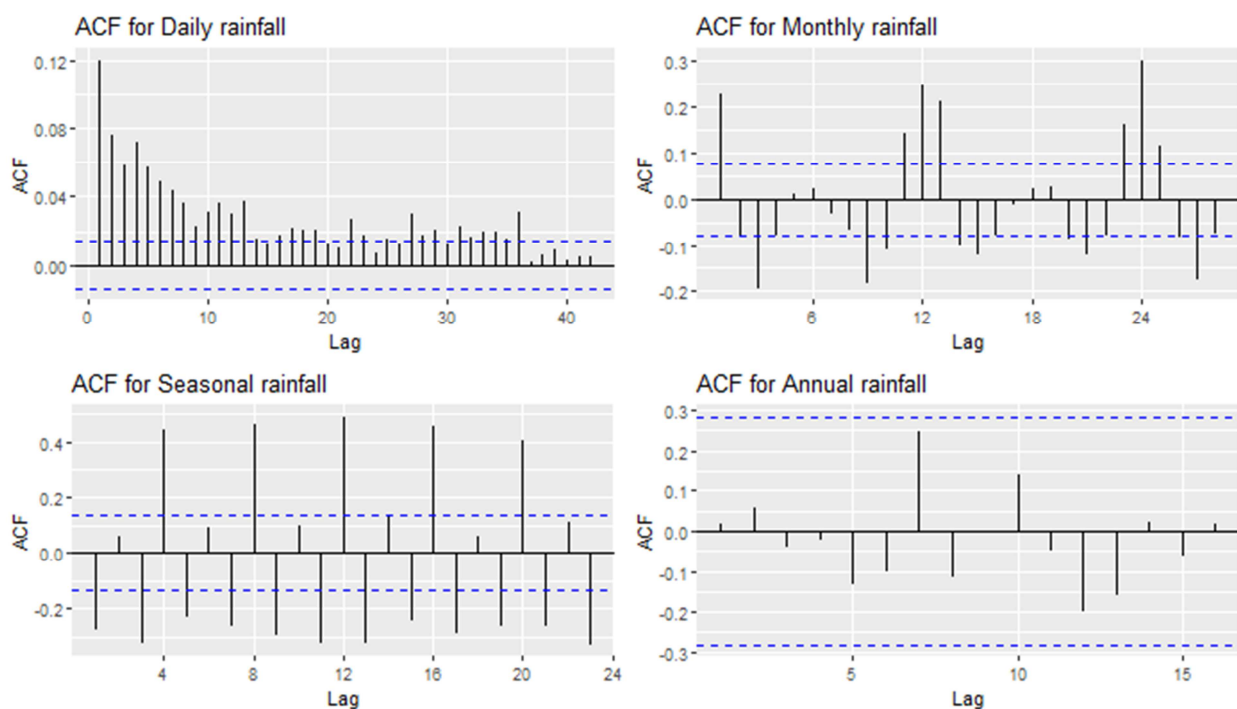 ACF for Daily rainfall
0.12
0.08
0.04
0.00
ACF
0 10 20 30 40
Lag
ACF for Monthly rainfall
0.3
0.2
0.1
0.0
-0.1
-0.2
ACF
6 12 18 24
Lag
ACF for Seasonal rainfall
0.4
0.2
0.0
-0.2
ACF
4 8 12 16 20 24
Lag
ACF for Annual rainfall
0.3
0.2
0.1
0.0
-0.1
-0.2
-0.3
ACF
5 10 15
Lag